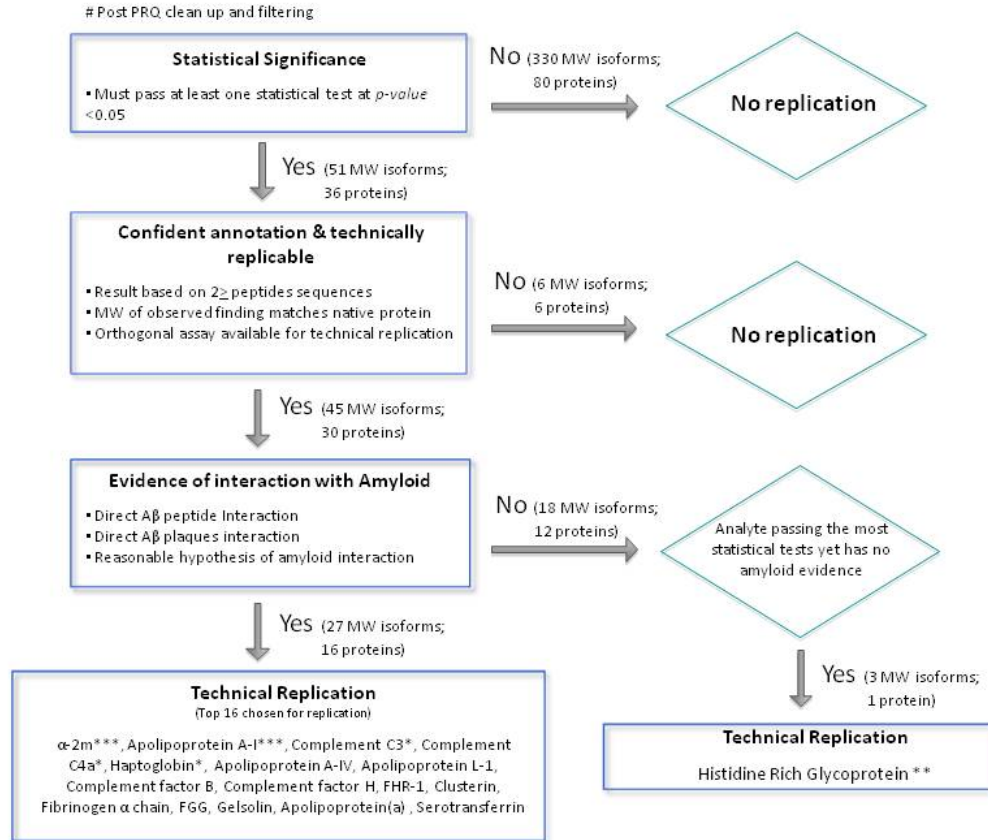 # Post PRQ clean up and filtering
Statistical Significance
▪ Must pass at least one statistical test at p-value
<0.05
No (330 MW isoforms;
80 proteins)
No replication
Yes (51 MW isoforms;
36 proteins)
Confident annotation & technically
replicable
▪ Result based on 2≥ peptides sequences
▪ MW of observed finding matches native protein
▪ Orthogonal assay available for technical replication
No (6 MW isoforms;
6 proteins)
No replication
Yes (45 MW isoforms;
30 proteins)
Evidence of interaction with Amyloid
▪ Direct Aβ peptide Interaction
▪ Direct Aβ plaques interaction
▪ Reasonable hypothesis of amyloid interaction
No (18 MW isoforms;
12 proteins)
Analyte passing the most
statistical tests yet has no
amyloid evidence
Yes (27 MW isoforms;
16 proteins)
Yes (3 MW isoforms;
1 protein)
Technical Replication
(Top 16 chosen for replication)
α-2m***, Apolipoprotein A-I***, Complement C3*, Complement
C4a*, Haptoglobin*, Apolipoprotein A-IV, Apolipoprotein L-1,
Complement factor B, Complement factor H, FHR-1, Clusterin,
Fibrinogen α chain, FGG, Gelsolin, Apolipoprotein(a) , Serotransferrin
Technical Replication
Histidine Rich Glycoprotein **